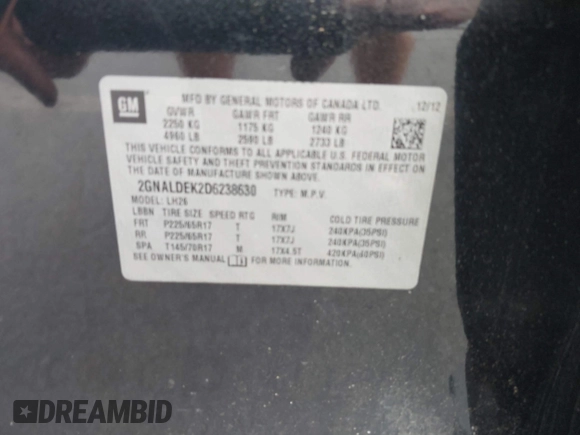 GM
MFD BY GENERAL MOTORS OF CANADA LTD. 12/12
GVWR GAWR FRT GAWR RR
2250 KG 1175 KG 1240 KG
4960 LB 2590 LB 2733 LB
THIS VEHICLE CONFORMS TO ALL APPLICABLE U.S. FEDERAL MOTOR
VEHICLE SAFETY AND THEFT PREVENTION STANDARDS IN EFFECT ON
THE DATE OF MANUFACTURE SHOWN ABOVE.
2GNALDEK2D6238630 TYPE: M.P.V.
MODEL: LH26
LBBN TIRE SIZE SPEED RTG RIM COLD TIRE PRESSURE
FRT P225/65R17 T 17X7J 240KPA(35PSI)
RR P225/65R17 T 17X7J 240KPA(35PSI)
SPA T145/70R17 M 17X4.5T 420KPA(60PSI)
SEE OWNER'S MANUAL FOR MORE INFORMATION.
DREAMBID